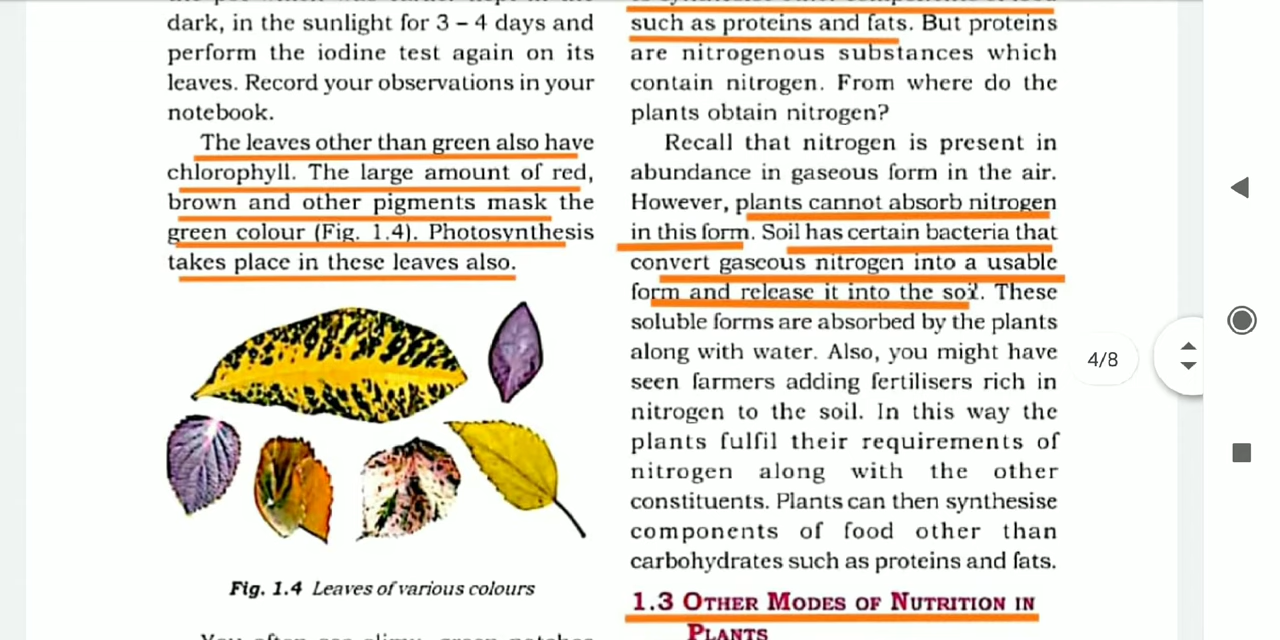 dark, in the sunlight for 3 – 4 days and
perform the iodine test again on its
leaves. Record your observations in your
notebook.
The leaves other than green also have
chlorophyll. The large amount of red,
brown and other pigments mask the
green colour (Fig. 1.4). Photosynthesis
takes place in these leaves also.
Fig. 1.4 Leaves of various colours
such as proteins and fats. But proteins
are nitrogenous substances which
contain nitrogen. From where do the
plants obtain nitrogen?
Recall that nitrogen is present in
abundance in gaseous form in the air.
However, plants cannot absorb nitrogen
in this form. Soil has certain bacteria that
convert gaseous nitrogen into a usable
form and release it into the soil. These
soluble forms are absorbed by the plants
along with water. Also, you might have
seen farmers adding fertilisers rich in
nitrogen to the soil. In this way the
plants fulfil their requirements of
nitrogen along with the other
constituents. Plants can then synthesise
components of food other than
carbohydrates such as proteins and fats.
1.3 OTHER MODES OF NUTRITION IN
PLANTS
4/8